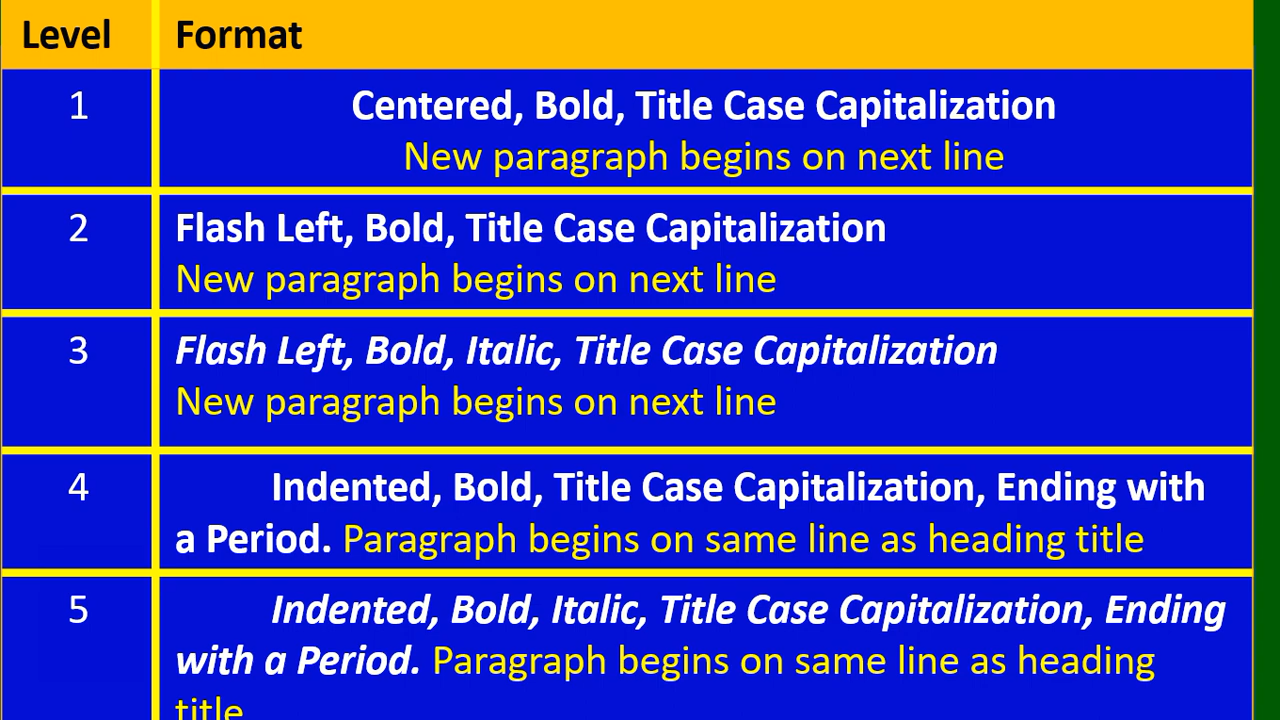 Level Format
1 Centered, Bold, Title Case Capitalization
New paragraph begins on next line
2 Flash Left, Bold, Title Case Capitalization
New paragraph begins on next line
3 Flash Left, Bold, Italic, Title Case Capitalization
New paragraph begins on next line
4 Indented, Bold, Title Case Capitalization, Ending with
a Period. Paragraph begins on same line as heading title
5 Indented, Bold, Italic, Title Case Capitalization, Ending
with a Period. Paragraph begins on same line as heading
title